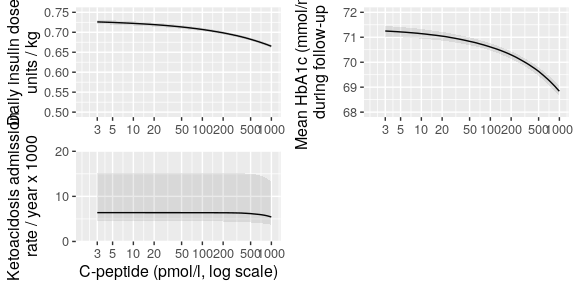 Daily insulin dose
units / kg
0.75
0.70
0.65
0.60
0.55
0.50
3 5 10 20 50 100 200 500 1000
Mean HbA1c (mmol/
during follow-up
72
71
70
69
68
3 5 10 20 50 100 200 500 1000
Ketoacidosis admission
rate / year x 1000
20
10
0
3 5 10 20 50 100 200 500 1000
C-peptide (pmol/l, log scale)